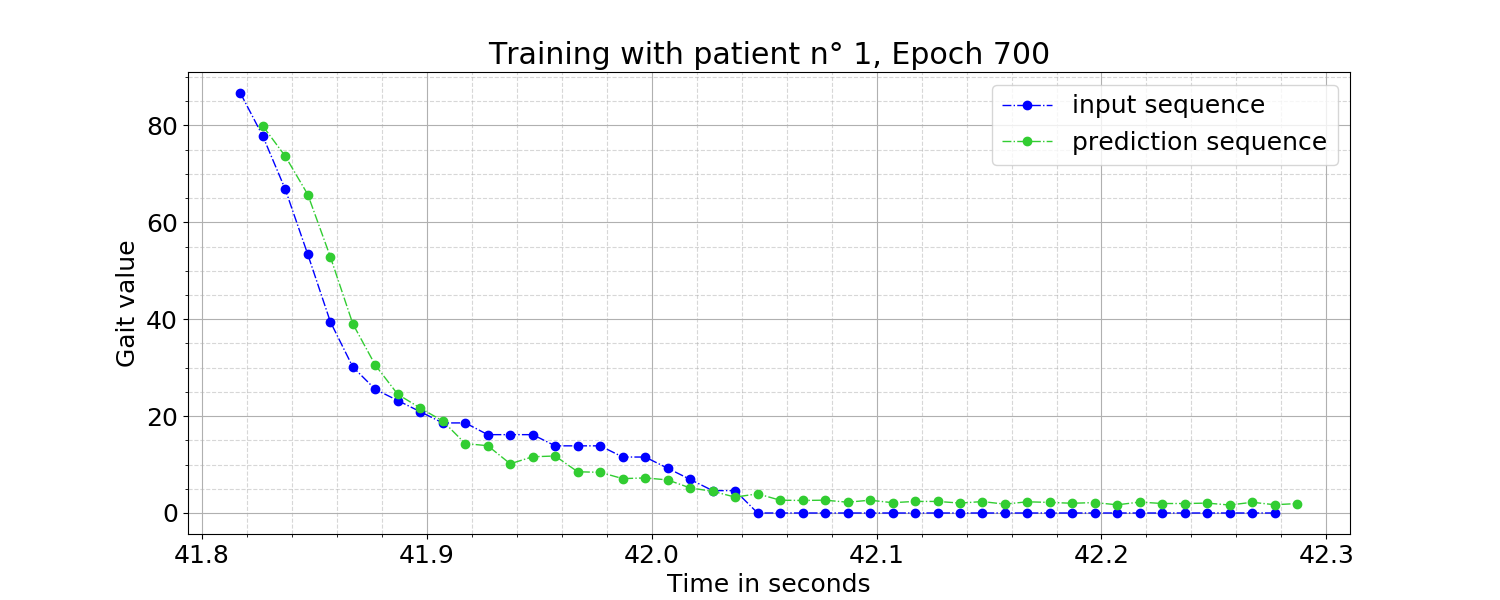 Training with patient n° 1, Epoch 700
input sequence
prediction sequence
Gait value
80
60
40
20
0
41.8 41.9 42.0 42.1 42.2 42.3
Time in seconds